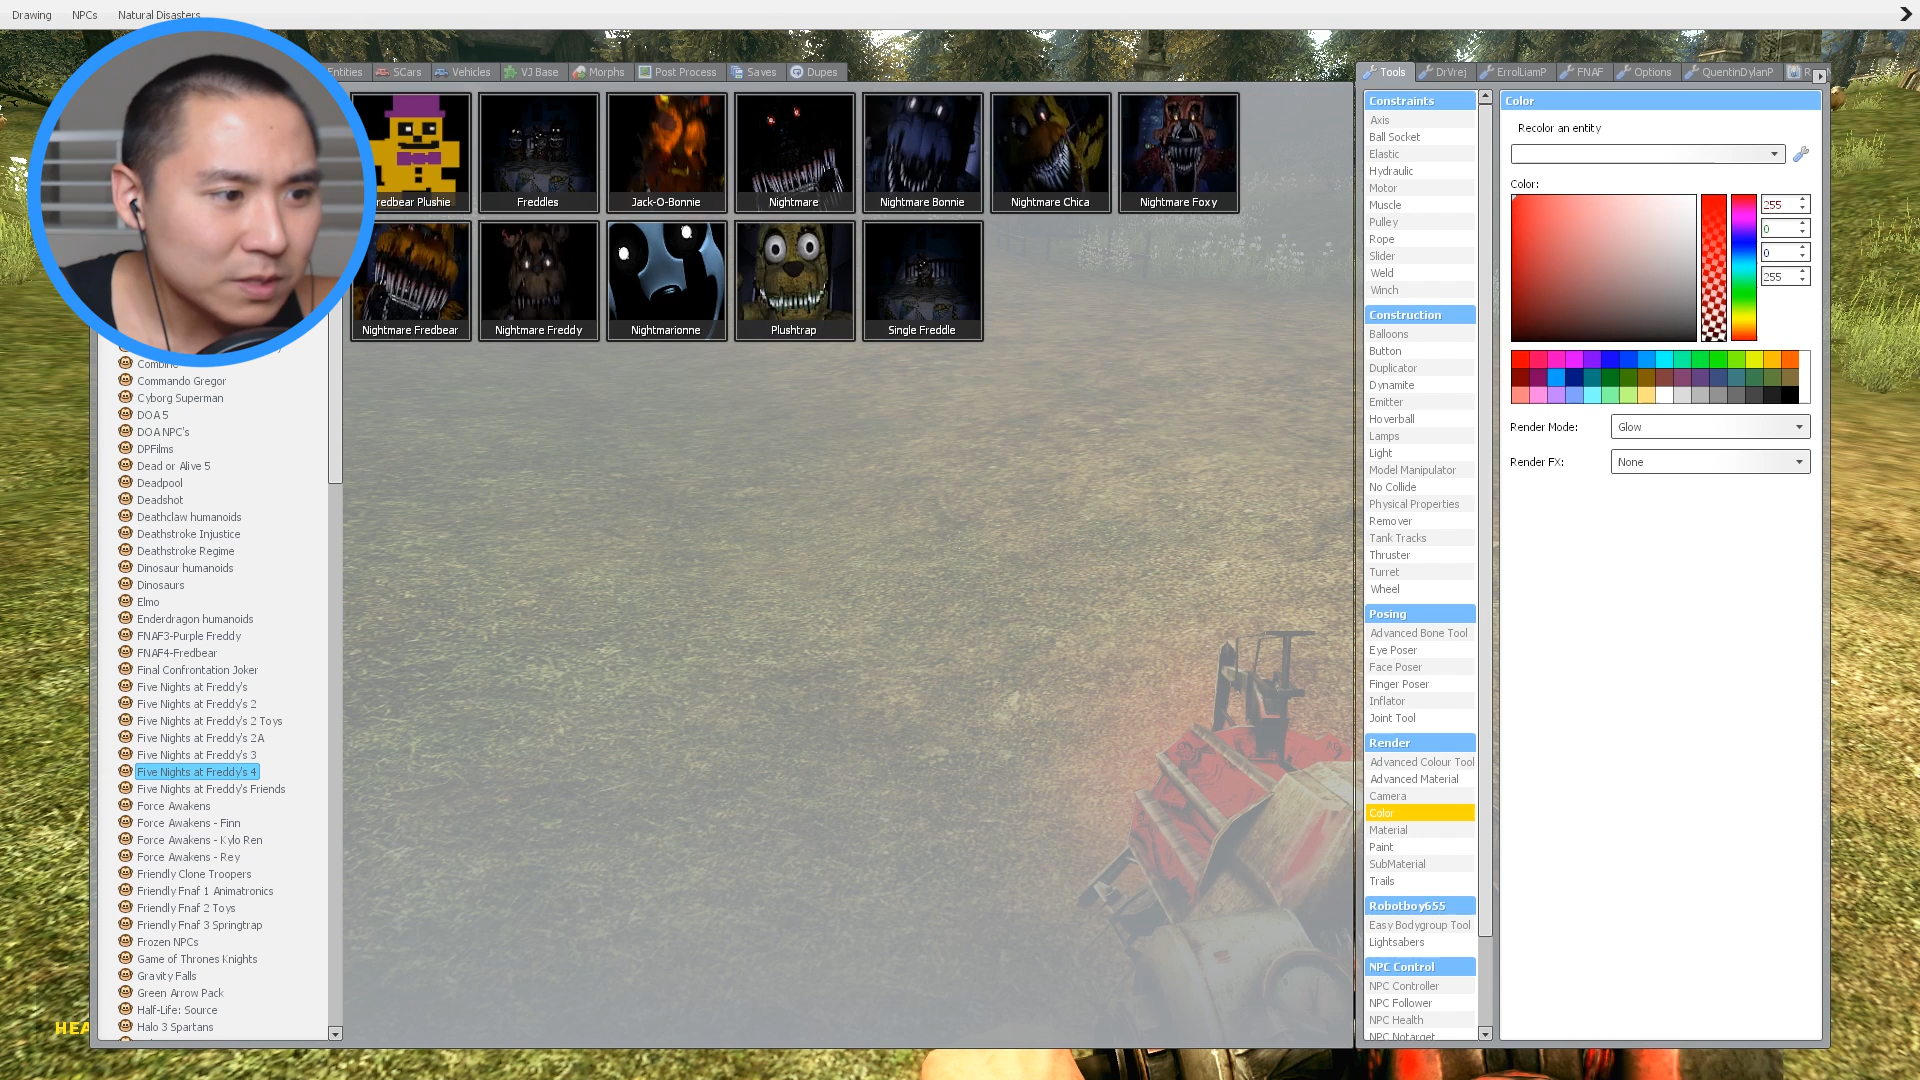 Drawing NPCs Natural Disasters
Entities SCars Vehicles VJ Base Morphs Post Process Saves Dupes
Tools DrVrej ErrolLiamP FNAF Options QuentinDylanP
redbear Plushie
Freddles
Jack-O-Bonnie
Nightmare
Nightmare Bonnie
Nightmare Chica
Nightmare Foxy
Nightmare Fredbear
Nightmare Freddy
Nightmarionne
Plushtrap
Single Freddle
Combine
Commando Gregor
Cyborg Superman
DOA 5
DOA NPC's
DPFilms
Dead or Alive 5
Deadpool
Deadshot
Deathclaw humanoids
Deathstroke Injustice
Deathstroke Regime
Dinosaur humanoids
Dinosaurs
Elmo
Enderdragon humanoids
FNAF3-Purple Freddy
FNAF4-Fredbear
Final Confrontation Joker
Five Nights at Freddy's
Five Nights at Freddy's 2
Five Nights at Freddy's 2 Toys
Five Nights at Freddy's 2A
Five Nights at Freddy's 3
Five Nights at Freddy's 4
Five Nights at Freddy's Friends
Force Awakens
Force Awakens - Finn
Force Awakens - Kylo Ren
Force Awakens - Rey
Friendly Clone Troopers
Friendly Fnaf 1 Animatronics
Friendly Fnaf 2 Toys
Friendly Fnaf 3 Springtrap
Frozen NPCs
Game of Thrones Knights
Gravity Falls
Green Arrow Pack
Half-Life: Source
Halo 3 Spartans
HEA
Constraints
Axis
Ball Socket
Elastic
Hydraulic
Motor
Muscle
Pulley
Rope
Slider
Weld
Winch
Construction
Balloons
Button
Duplicator
Dynamite
Emitter
Hoverball
Lamps
Light
Model Manipulator
No Collide
Physical Properties
Remover
Tank Tracks
Thruster
Turret
Wheel
Posing
Advanced Bone Tool
Eye Poser
Face Poser
Finger Poser
Inflator
Joint Tool
Render
Advanced Colour Tool
Advanced Material
Camera
Color
Material
Paint
SubMaterial
Trails
Robotboy655
Easy Bodygroup Tool
Lightsabers
NPC Control
NPC Controller
NPC Follower
NPC Health
NPC Notarget
Color
Recolor an entity
Color:
255
0
0
255
Render Mode: Glow
Render FX: None